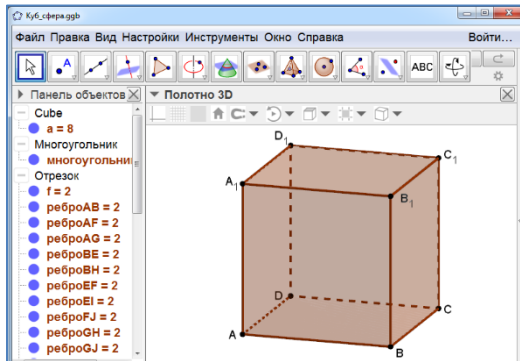 Куб_сфера.ggb
Файл Правка Вид Настройки Инструменты Окно Справка Войти...
A
ABC
Панель объектов
Полотно 3D
Cube
a = 8
Многоугольник
многоугольни
Отрезок
f = 2
реброAB = 2
реброAF = 2
реброAG = 2
реброBE = 2
реброBH = 2
реброEF = 2
реброEI = 2
реброFJ = 2
реброGH = 2
реброGJ = 2
D₁
C₁
A₁
B₁
D
C
A
B